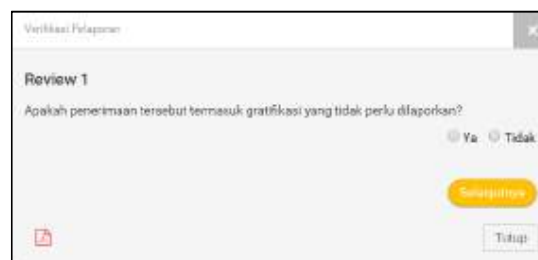 Verifikasi Pelaporan
Review 1
Apakah penerimaan tersebut termasuk gratifikasi yang tidak perlu dilaporkan?
Ya Tidak
Selanjutnya
Tutup